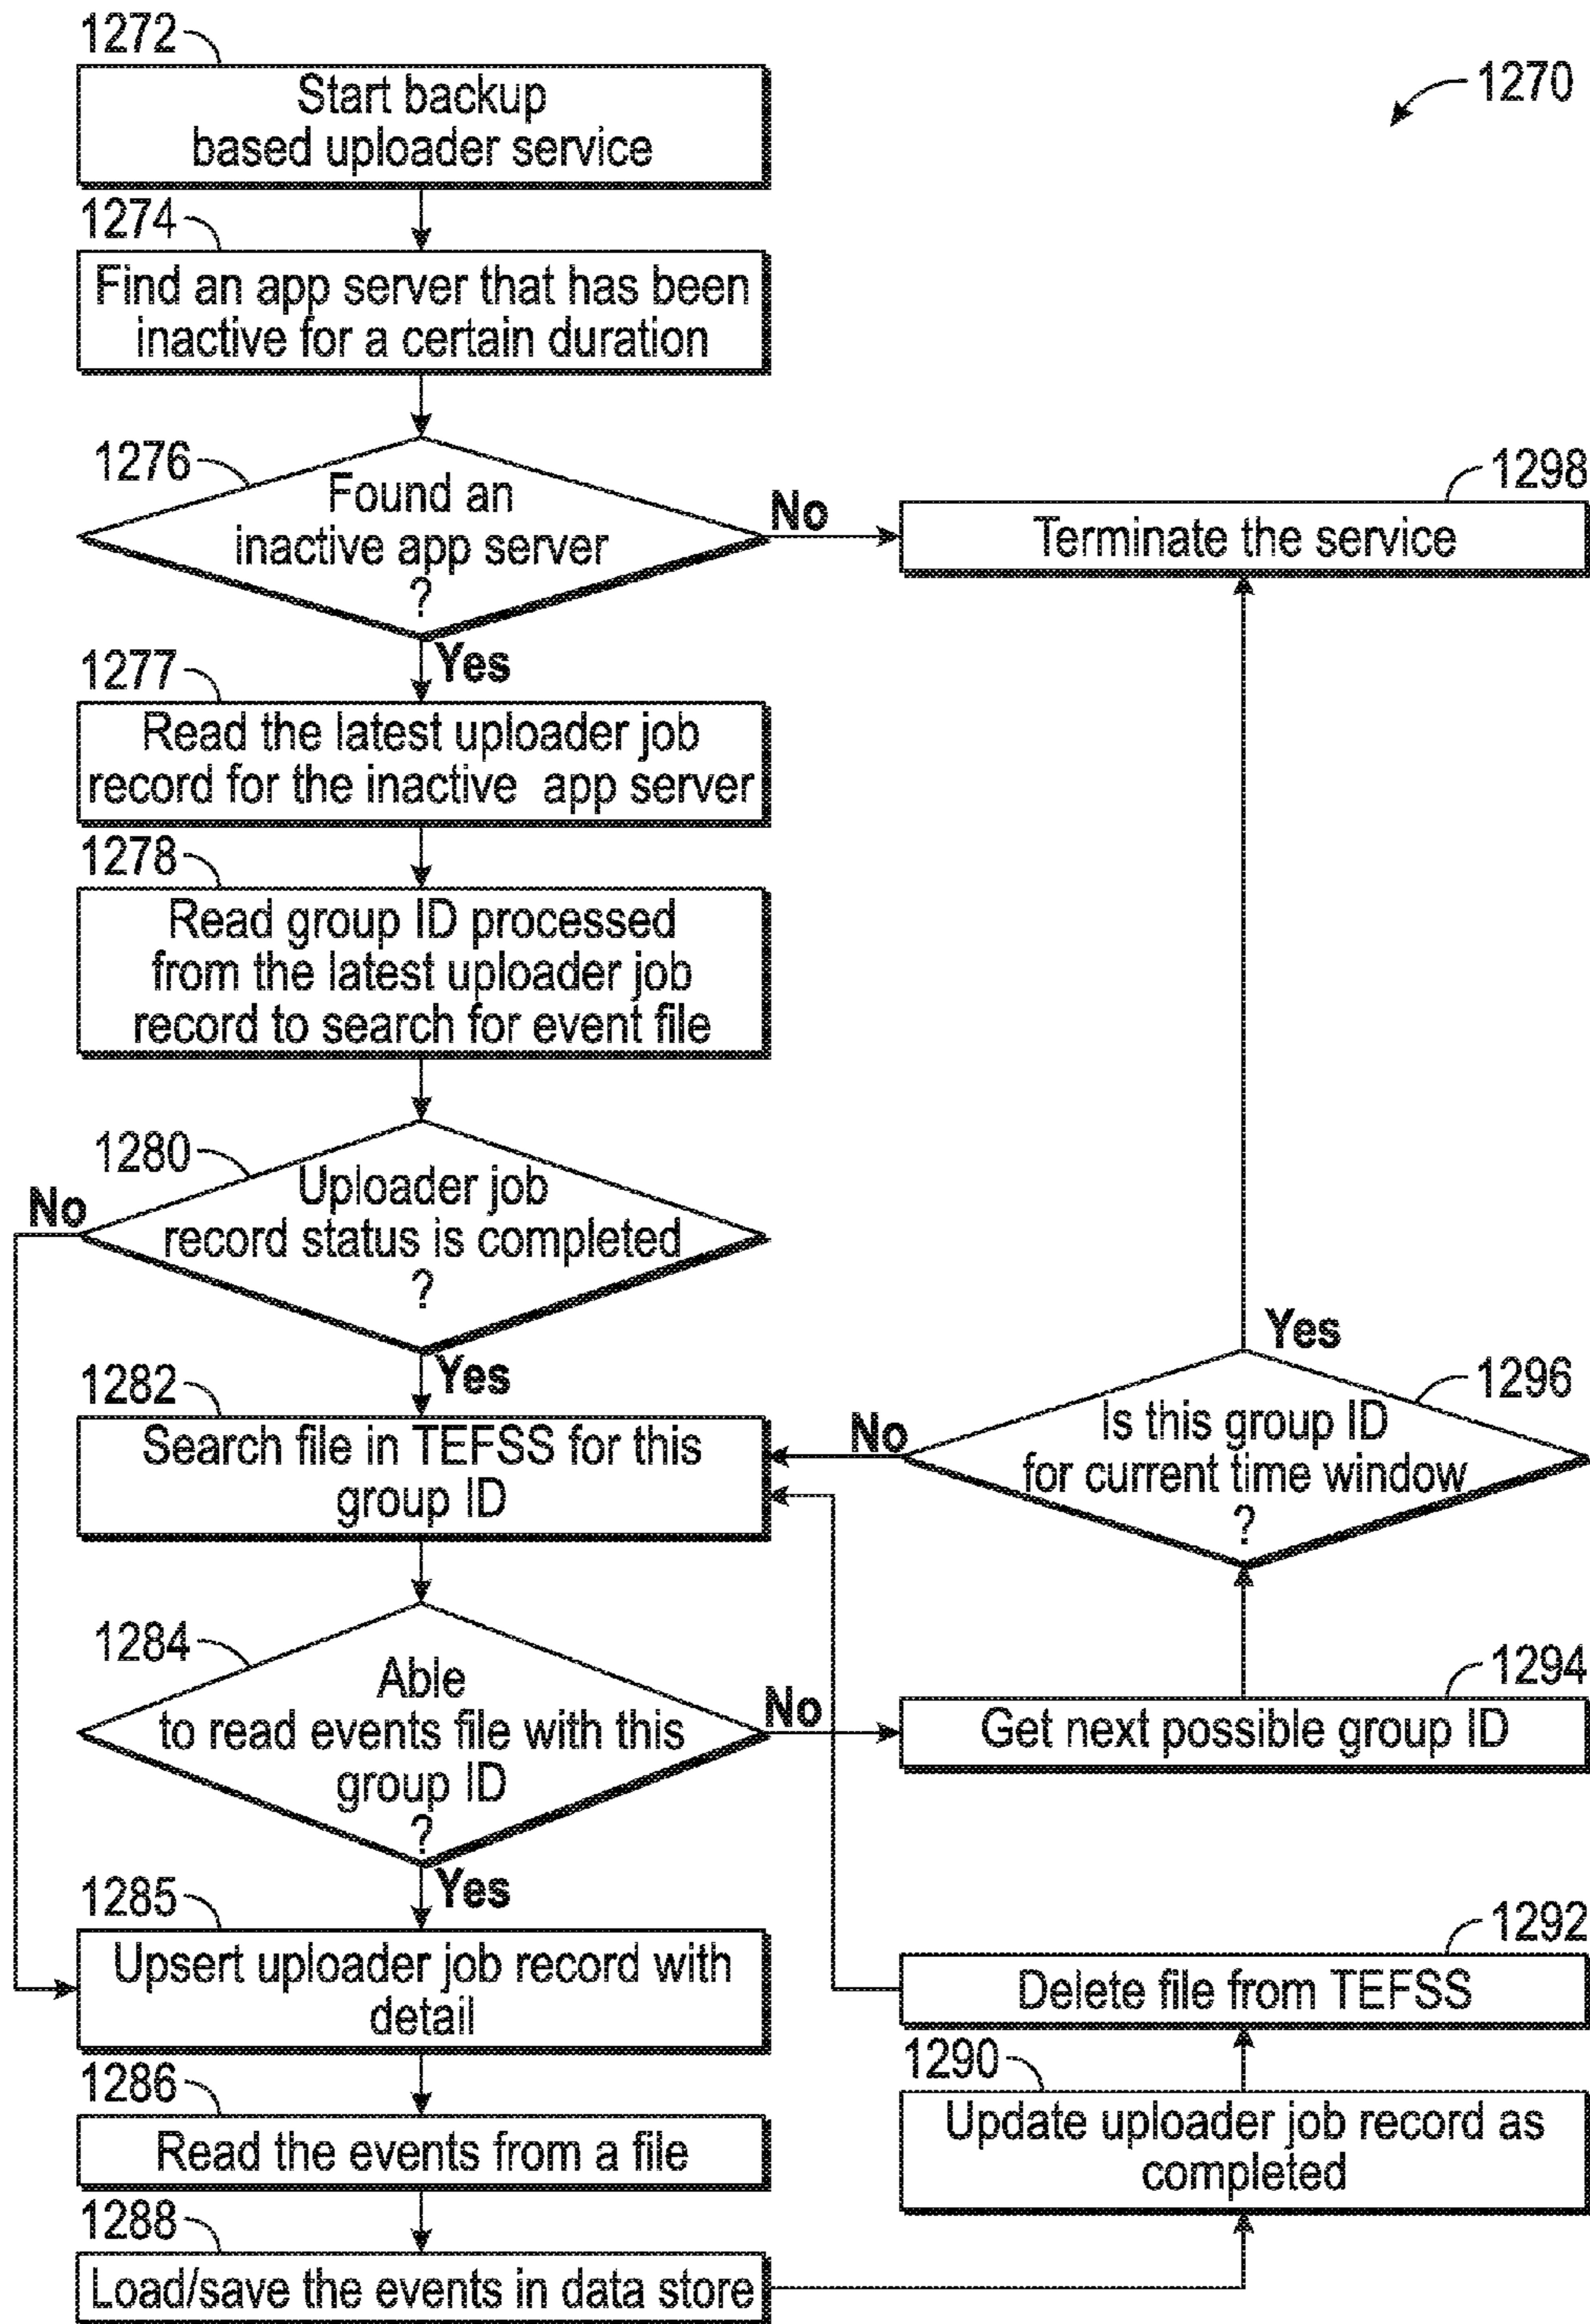 1272
Start backup
based uploader service
1270
1274
Find an app server that has been
inactive for a certain duration
1276
Found an
inactive app server
?
No
Yes
1298
Terminate the service
1277
Read the latest uploader job
record for the inactive app server
1278
Read group ID processed
from the latest uploader job
record to search for event file
1280
Uploader job
record status is completed
?
No
Yes
1282
Search file in TEFSS for this
group ID
1296
Is this group ID
for current time window
?
Yes
No
1284
Able
to read events file with this
group ID
?
No
Yes
1294
Get next possible group ID
1285
Upsert uploader job record with
detail
1292
Delete file from TEFSS
1286
Read the events from a file
1290
Update uploader job record as
completed
1288
Load/save the events in data store